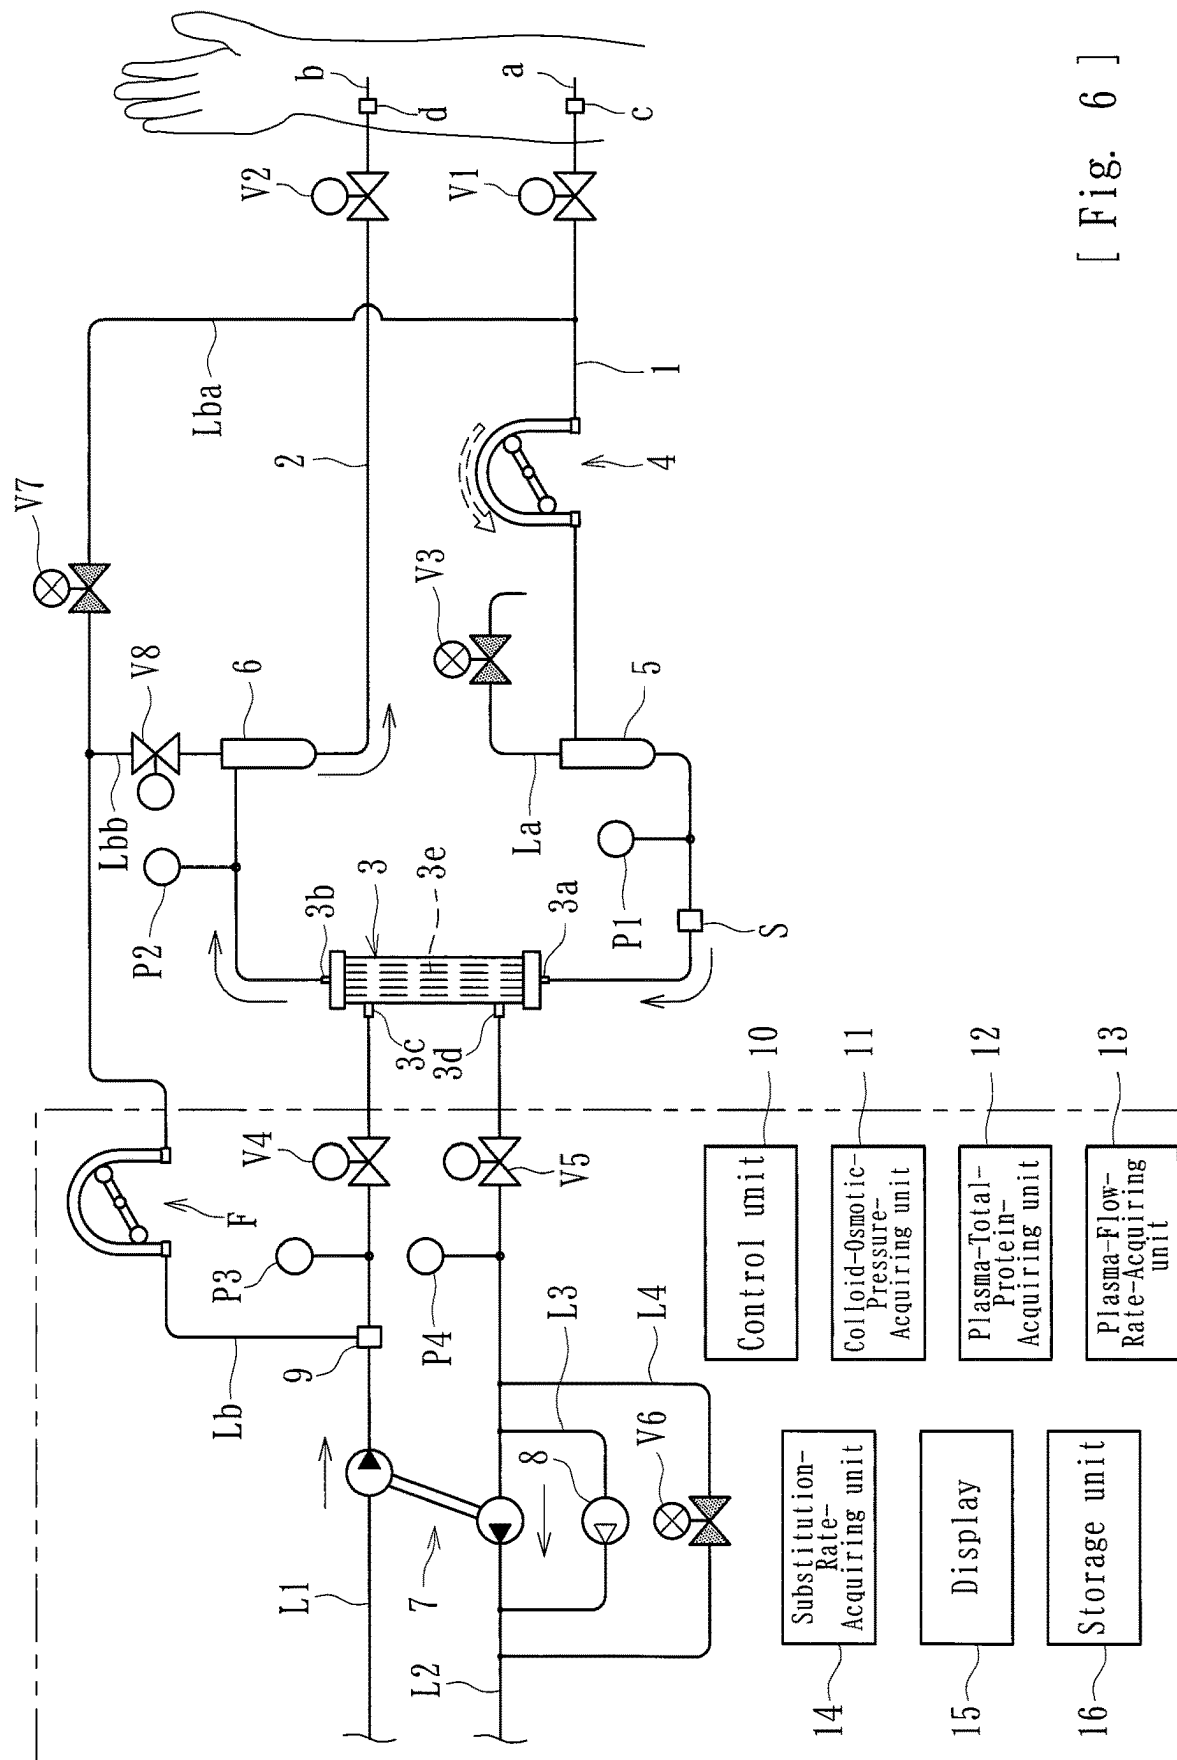 [ Fig. 6 ]
V7
Lba
V2
b
d
V1
a
c
2
1
4
V3
V8
6
5
Lbb
La
P2
3b
3
3e
3a
P1
S
3c
3d
F
V4
V5
P3
P4
9
Lb
L3
L4
8
V6
7
L1
L2
Control unit
10
Colloid-Osmotic-
Pressure-
Acquiring unit
11
Plasma-Total-
Protein-
Acquiring unit
12
Plasma-Flow-
Rate-Acquiring
unit
13
Substitution-
Rate-
Acquiring unit
14
Display
15
Storage unit
16